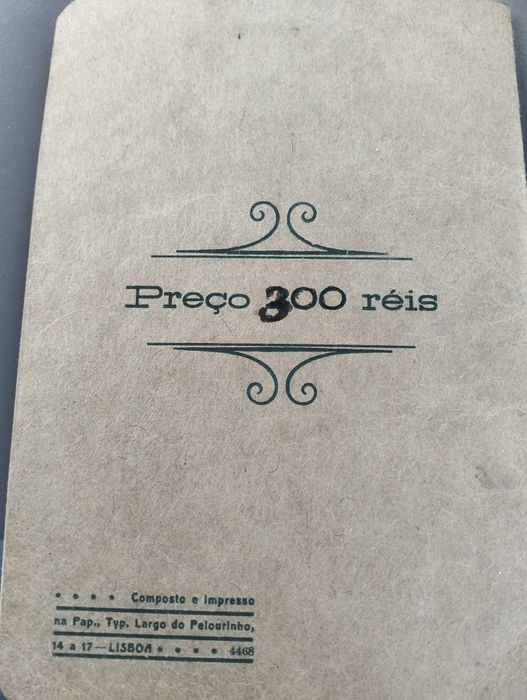 Preço 300 réis
• • • • Composto e Impresso
na Pap., Typ. Largo do Pelourinho,
14 a 17 — LISBOA • • • • 4468